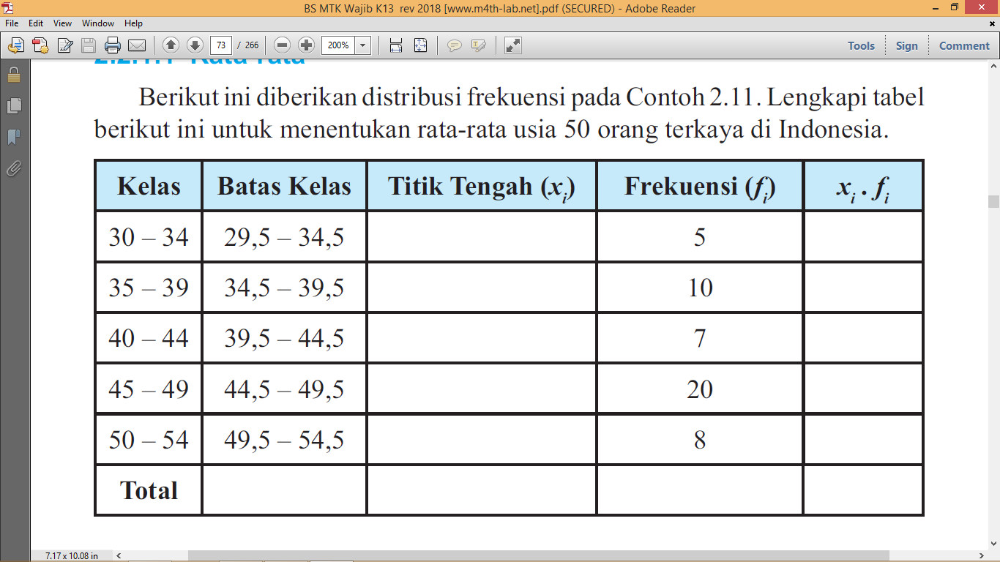 BS MTK Wajib K13 rev 2018 [www.m4th-lab.net].pdf (SECURED) - Adobe Reader
File Edit View Window Help
73 / 266 200% Tools Sign Comment
Berikut ini diberikan distribusi frekuensi pada Contoh 2.11. Lengkapi tabel
berikut ini untuk menentukan rata-rata usia 50 orang terkaya di Indonesia.
Kelas Batas Kelas Titik Tengah (xi) Frekuensi (fi) xi . fi
30 – 34 29,5 – 34,5 5
35 – 39 34,5 – 39,5 10
40 – 44 39,5 – 44,5 7
45 – 49 44,5 – 49,5 20
50 – 54 49,5 – 54,5 8
Total
7.17 x 10.08 in